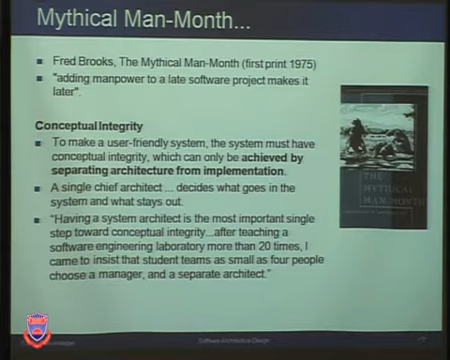 Mythical Man-Month...
Fred Brooks, The Mythical Man-Month (first print 1975)
"adding manpower to a late software project makes it
later".
Conceptual Integrity
To make a user-friendly system, the system must have
conceptual integrity, which can only be achieved by
separating architecture from implementation.
A single chief architect ... decides what goes in the
system and what stays out.
"Having a system architect is the most important single
step toward conceptual integrity...after teaching a
software engineering laboratory more than 20 times, I
came to insist that student teams as small as four people
choose a manager, and a separate architect."
THE
MYTHICAL
MAN-MONTH
Software Architecture Design